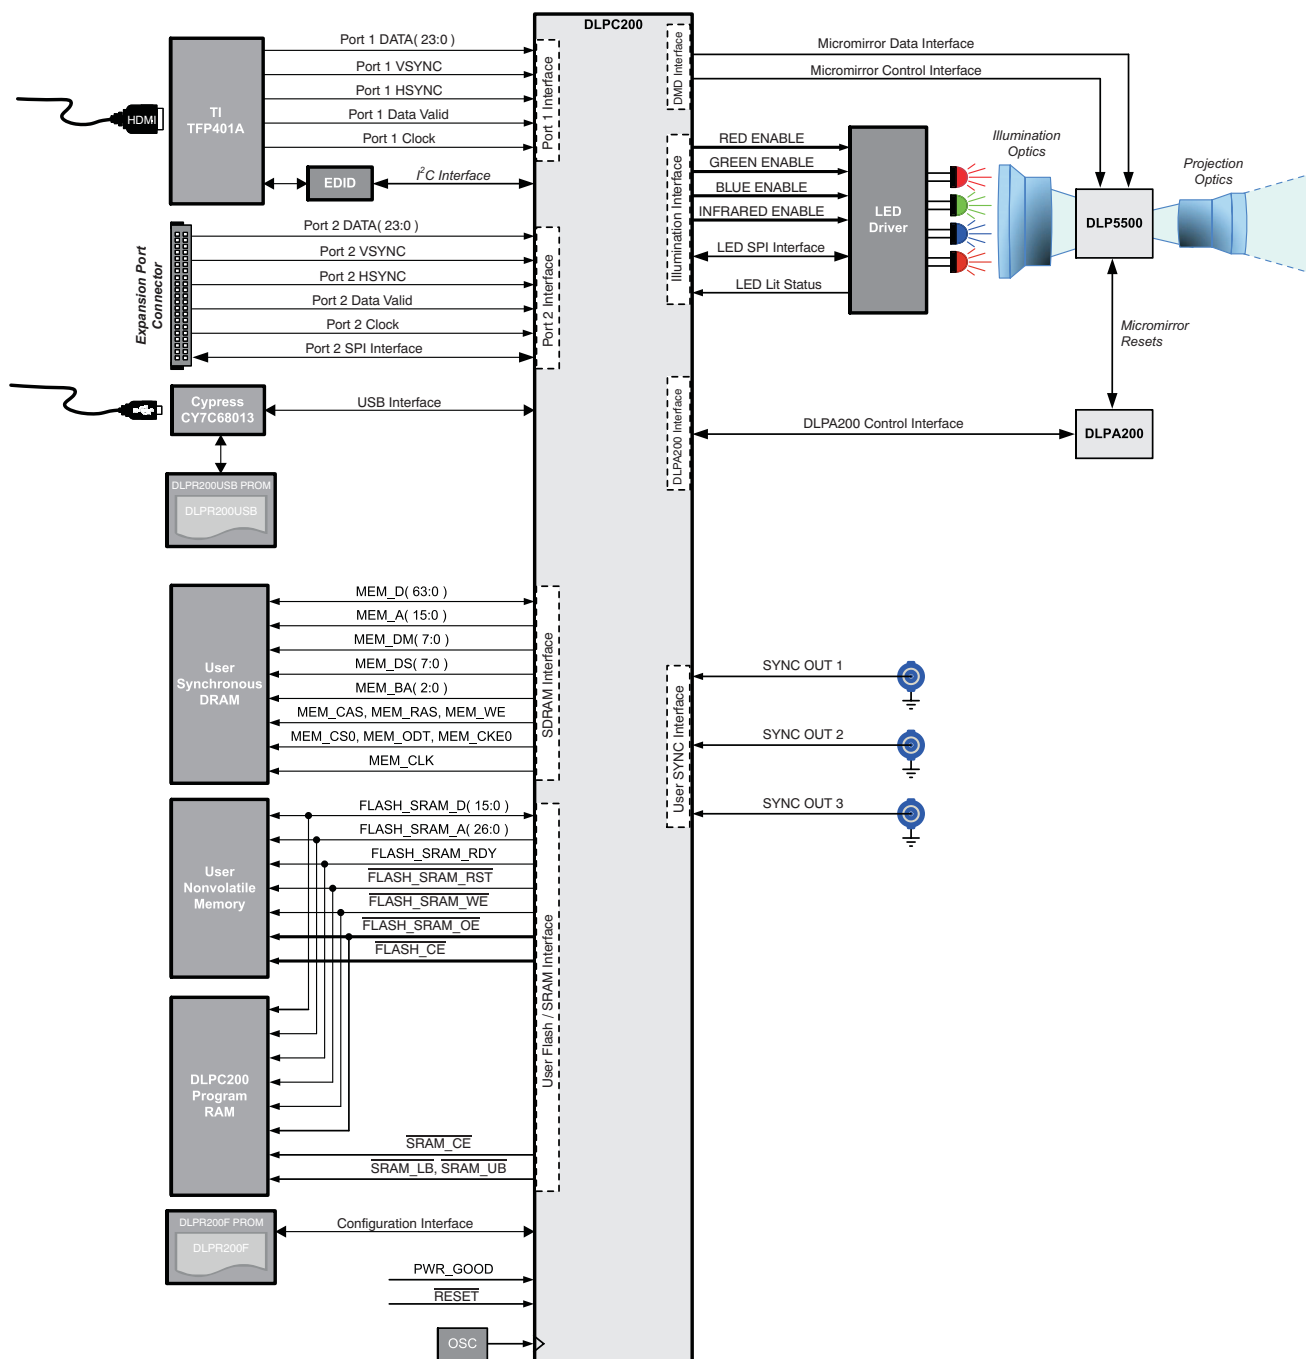 DLPC200
Port 1 DATA( 23:0 )
Port 1 VSYNC
Port 1 HSYNC
Port 1 Data Valid
Port 1 Clock
Port 1 Interface
HDMI
TI
TFP401A
EDID
I²C Interface
Expansion Port
Connector
Port 2 DATA( 23:0 )
Port 2 VSYNC
Port 2 HSYNC
Port 2 Data Valid
Port 2 Clock
Port 2 SPI Interface
Port 2 Interface
Cypress
CY7C68013
USB Interface
DLPR200USB PROM
DLPR200USB
User
Synchronous
DRAM
MEM_D( 63:0 )
MEM_A( 15:0 )
MEM_DM( 7:0 )
MEM_DS( 7:0 )
MEM_BA( 2:0 )
MEM_CAS, MEM_RAS, MEM_WE
MEM_CS0, MEM_ODT, MEM_CKE0
MEM_CLK
SDRAM Interface
User
Nonvolatile
Memory
FLASH_SRAM_D( 15:0 )
FLASH_SRAM_A( 26:0 )
FLASH_SRAM_RDY
FLASH_SRAM_RST
FLASH_SRAM_WE
FLASH_SRAM_OE
FLASH_CE
User Flash / SRAM Interface
DLPC200
Program
RAM
SRAM_CE
SRAM_LB, SRAM_UB
DLPR200F PROM
DLPR200F
Configuration Interface
PWR_GOOD
RESET
OSC
DMD Interface
Micromirror Data Interface
Micromirror Control Interface
Illumination Interface
RED ENABLE
GREEN ENABLE
BLUE ENABLE
INFRARED ENABLE
LED SPI Interface
LED Lit Status
LED
Driver
Illumination
Optics
DLP5500
Projection
Optics
Micromirror
Resets
DLPA200 Interface
DLPA200 Control Interface
DLPA200
User SYNC Interface
SYNC OUT 1
SYNC OUT 2
SYNC OUT 3